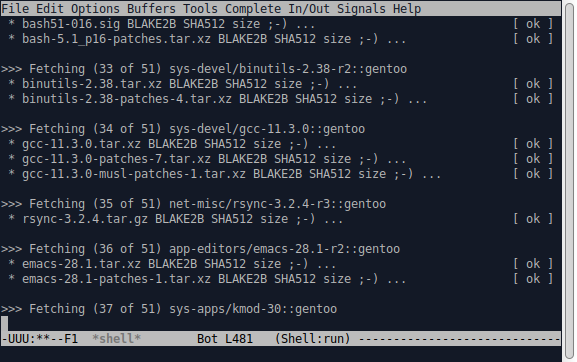 File Edit Options Buffers Tools Complete In/Out Signals Help
 * bash51-016.sig BLAKE2B SHA512 size ;-) ... [ ok ]
 * bash-5.1_p16-patches.tar.xz BLAKE2B SHA512 size ;-) ... [ ok ]
>>> Fetching (33 of 51) sys-devel/binutils-2.38-r2::gentoo
 * binutils-2.38.tar.xz BLAKE2B SHA512 size ;-) ... [ ok ]
 * binutils-2.38-patches-4.tar.xz BLAKE2B SHA512 size ;-) ... [ ok ]
>>> Fetching (34 of 51) sys-devel/gcc-11.3.0::gentoo
 * gcc-11.3.0.tar.xz BLAKE2B SHA512 size ;-) ... [ ok ]
 * gcc-11.3.0-patches-7.tar.xz BLAKE2B SHA512 size ;-) ... [ ok ]
 * gcc-11.3.0-musl-patches-1.tar.xz BLAKE2B SHA512 size ;-) ... [ ok ]
>>> Fetching (35 of 51) net-misc/rsync-3.2.4-r3::gentoo
 * rsync-3.2.4.tar.gz BLAKE2B SHA512 size ;-) ... [ ok ]
>>> Fetching (36 of 51) app-editors/emacs-28.1-r2::gentoo
 * emacs-28.1.tar.xz BLAKE2B SHA512 size ;-) ... [ ok ]
 * emacs-28.1-patches-1.tar.xz BLAKE2B SHA512 size ;-) ... [ ok ]
>>> Fetching (37 of 51) sys-apps/kmod-30::gentoo
-UUU:**--F1  *shell*        Bot L481   (Shell:run) -----------------------------